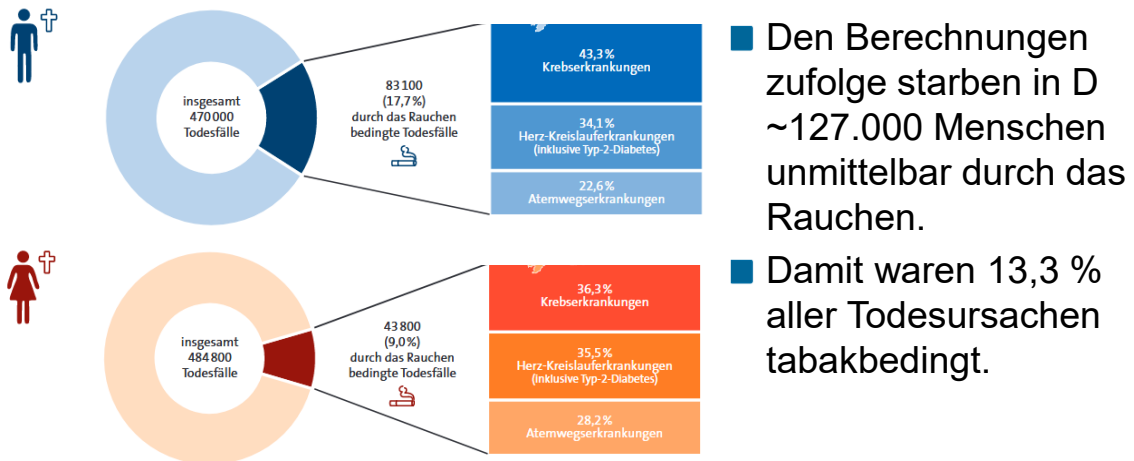 insgesamt
470 000
Todesfälle
83 100
(17,7 %)
durch das Rauchen
bedingte Todesfälle
43,3 %
Krebserkrankungen
34,1 %
Herz-Kreislauferkrankungen
(inklusive Typ-2-Diabetes)
22,6 %
Atemwegserkrankungen
insgesamt
484 800
Todesfälle
43 800
(9,0 %)
durch das Rauchen
bedingte Todesfälle
36,3 %
Krebserkrankungen
35,5 %
Herz-Kreislauferkrankungen
(inklusive Typ-2-Diabetes)
28,2 %
Atemwegserkrankungen
Den Berechnungen
zufolge starben in D
~127.000 Menschen
unmittelbar durch das
Rauchen.
Damit waren 13,3 %
aller Todesursachen
tabakbedingt.